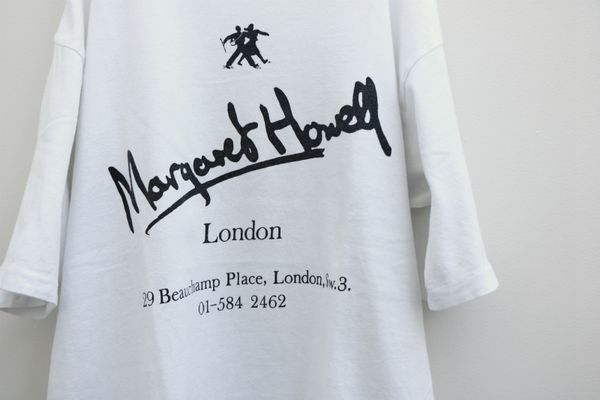 Margaret Howell
London
29 Beauchamp Place, London, Sw.3.
01-584 2462